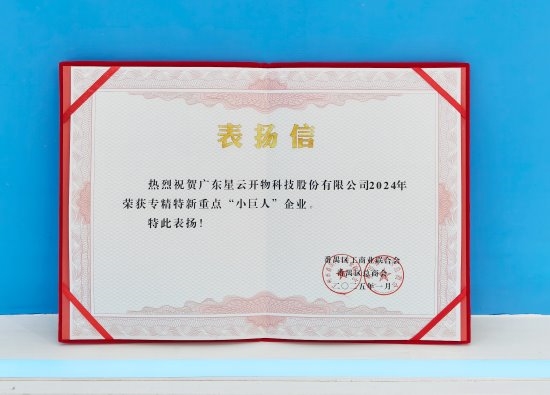 表扬信
热烈祝贺广东星云开物科技股份有限公司2024年
荣获专精特新重点“小巨人”企业。
特此表扬！
番禺区工商业联合会
番禺区总商会
二〇二五年一月